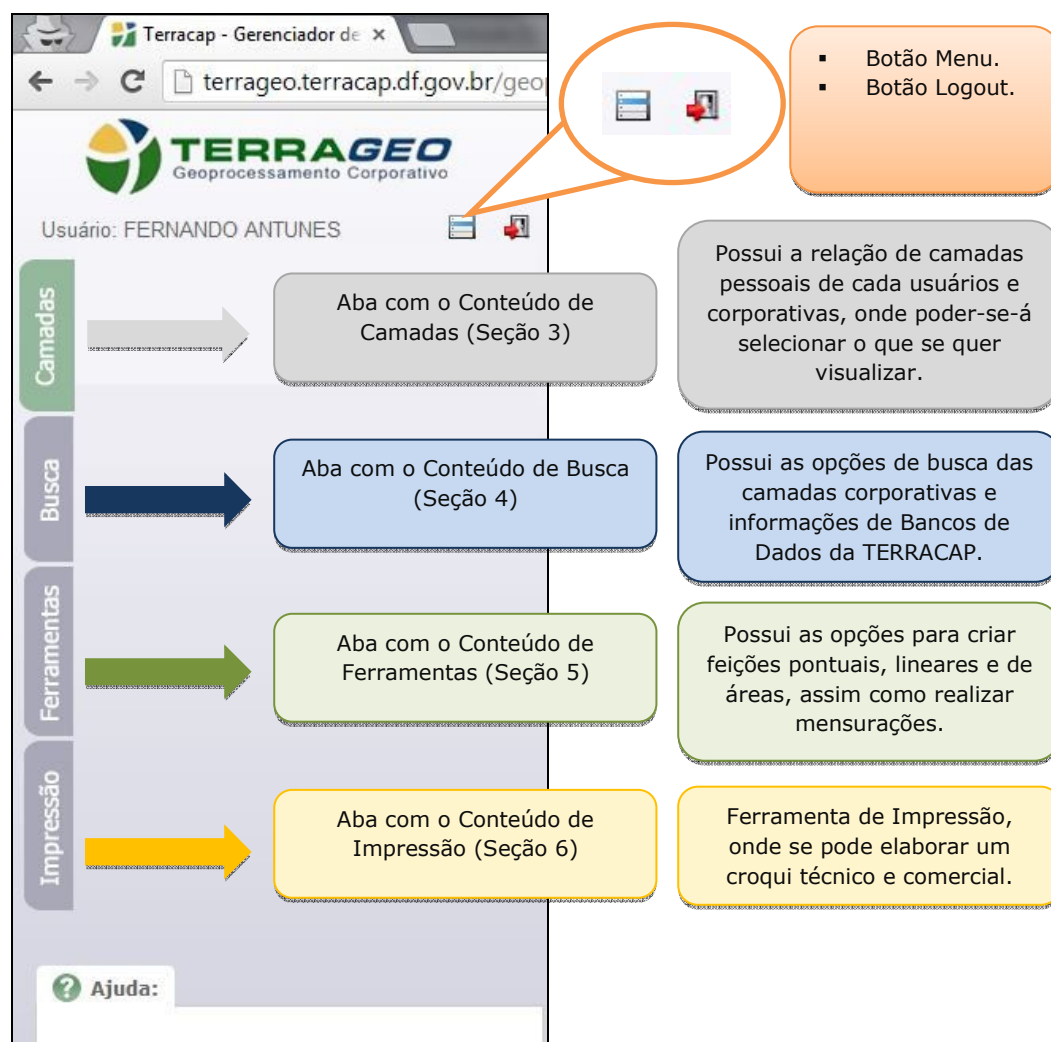 Terracap - Gerenciador de
terrageo.terracap.df.gov.br/geo
TERRAGEO
Geoprocessamento Corporativo
Usuário: FERNANDO ANTUNES
▪ Botão Menu.
▪ Botão Logout.
Camadas
Aba com o Conteúdo de
Camadas (Seção 3)
Possui a relação de camadas
pessoais de cada usuários e
corporativas, onde poder-se-á
selecionar o que se quer
visualizar.
Busca
Aba com o Conteúdo de Busca
(Seção 4)
Possui as opções de busca das
camadas corporativas e
informações de Bancos de
Dados da TERRACAP.
Ferramentas
Aba com o Conteúdo de
Ferramentas (Seção 5)
Possui as opções para criar
feições pontuais, lineares e de
áreas, assim como realizar
mensurações.
Impressão
Aba com o Conteúdo de
Impressão (Seção 6)
Ferramenta de Impressão,
onde se pode elaborar um
croqui técnico e comercial.
Ajuda: